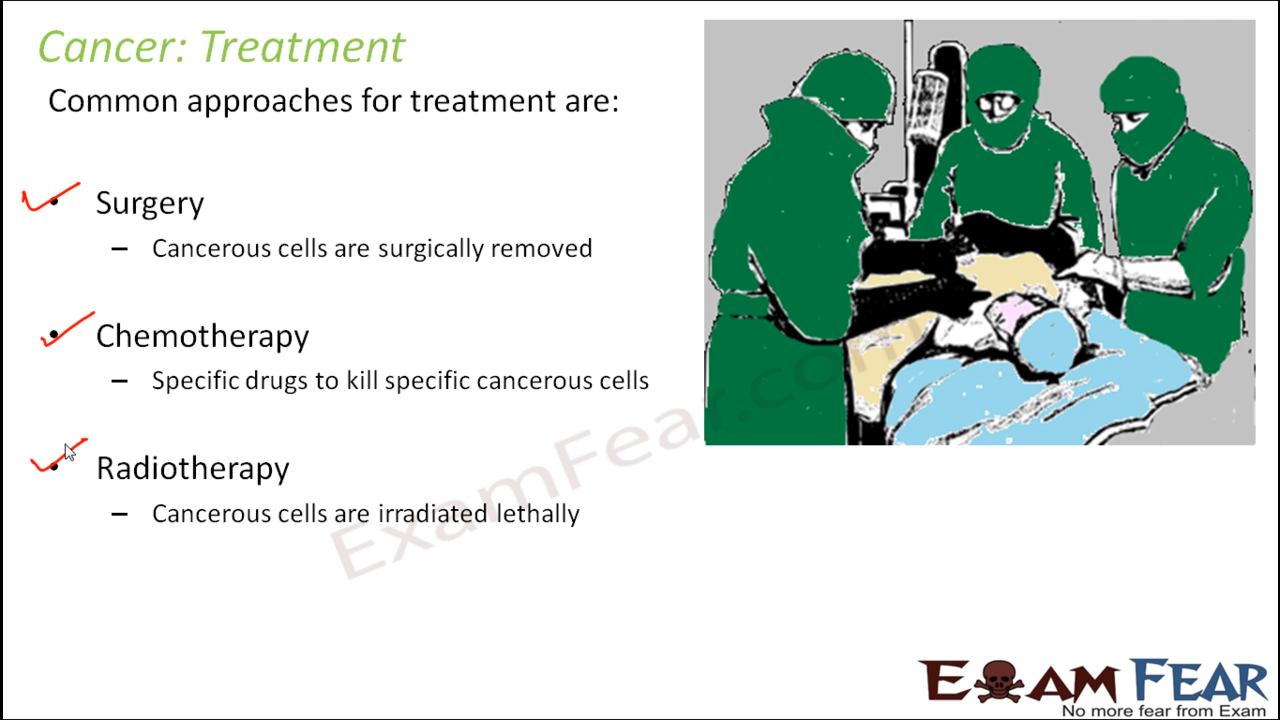 Cancer: Treatment
Common approaches for treatment are:
• Surgery
– Cancerous cells are surgically removed
• Chemotherapy
– Specific drugs to kill specific cancerous cells
• Radiotherapy
– Cancerous cells are irradiated lethally
ExamFear.com
EXAM FEAR
No more fear from Exam